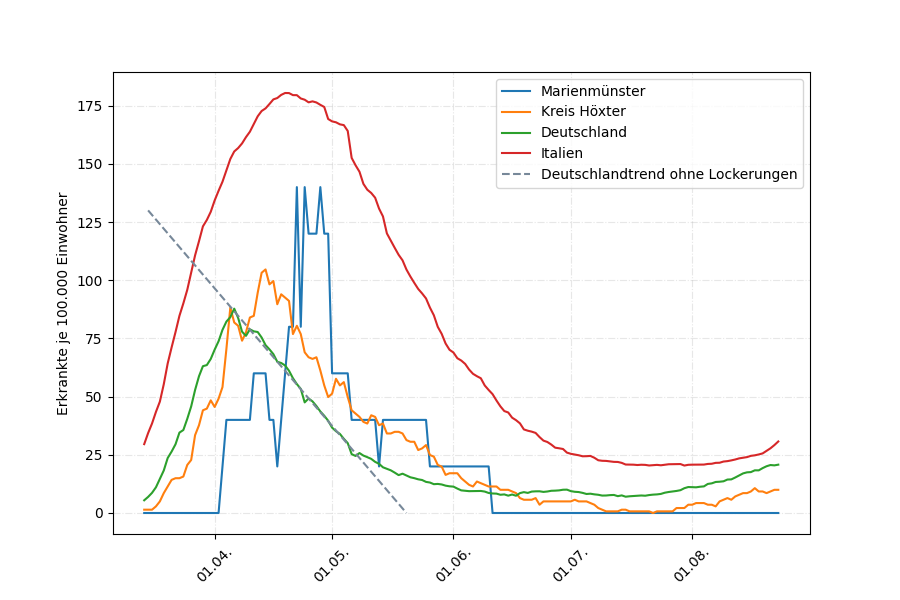 Erkrankte je 100.000 Einwohner
175
150
125
100
75
50
25
0
Marienmünster
Kreis Höxter
Deutschland
Italien
Deutschlandtrend ohne Lockerungen
01.04.
01.05.
01.06.
01.07.
01.08.